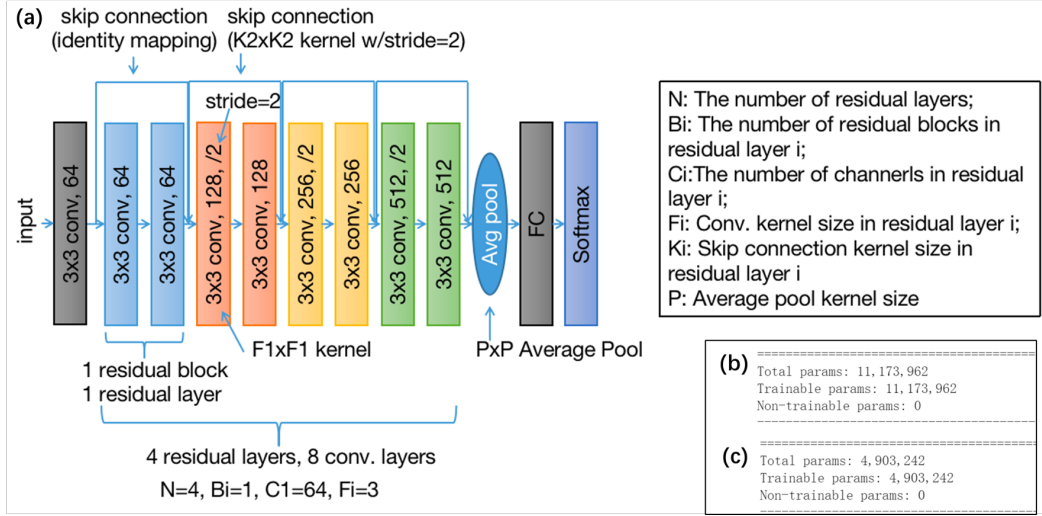 (a)
skip connection
(identity mapping)
skip connection
(K2xK2 kernel w/stride=2)
stride=2
input
3x3 conv, 64
3x3 conv, 64
3x3 conv, 64
3x3 conv, 128, /2
3x3 conv, 128
3x3 conv, 256, /2
3x3 conv, 256
3x3 conv, 512, /2
3x3 conv, 512
Avg pool
FC
Softmax
F1xF1 kernel
PxP Average Pool
1 residual block
1 residual layer
4 residual layers, 8 conv. layers
N=4, Bi=1, C1=64, Fi=3
N: The number of residual layers;
Bi: The number of residual blocks in
residual layer i;
Ci:The number of channerls in residual
layer i;
Fi: Conv. kernel size in residual layer i;
Ki: Skip connection kernel size in
residual layer i
P: Average pool kernel size
(b)
Total params: 11,173,962
Trainable params: 11,173,962
Non-trainable params: 0
(c)
Total params: 4,903,242
Trainable params: 4,903,242
Non-trainable params: 0